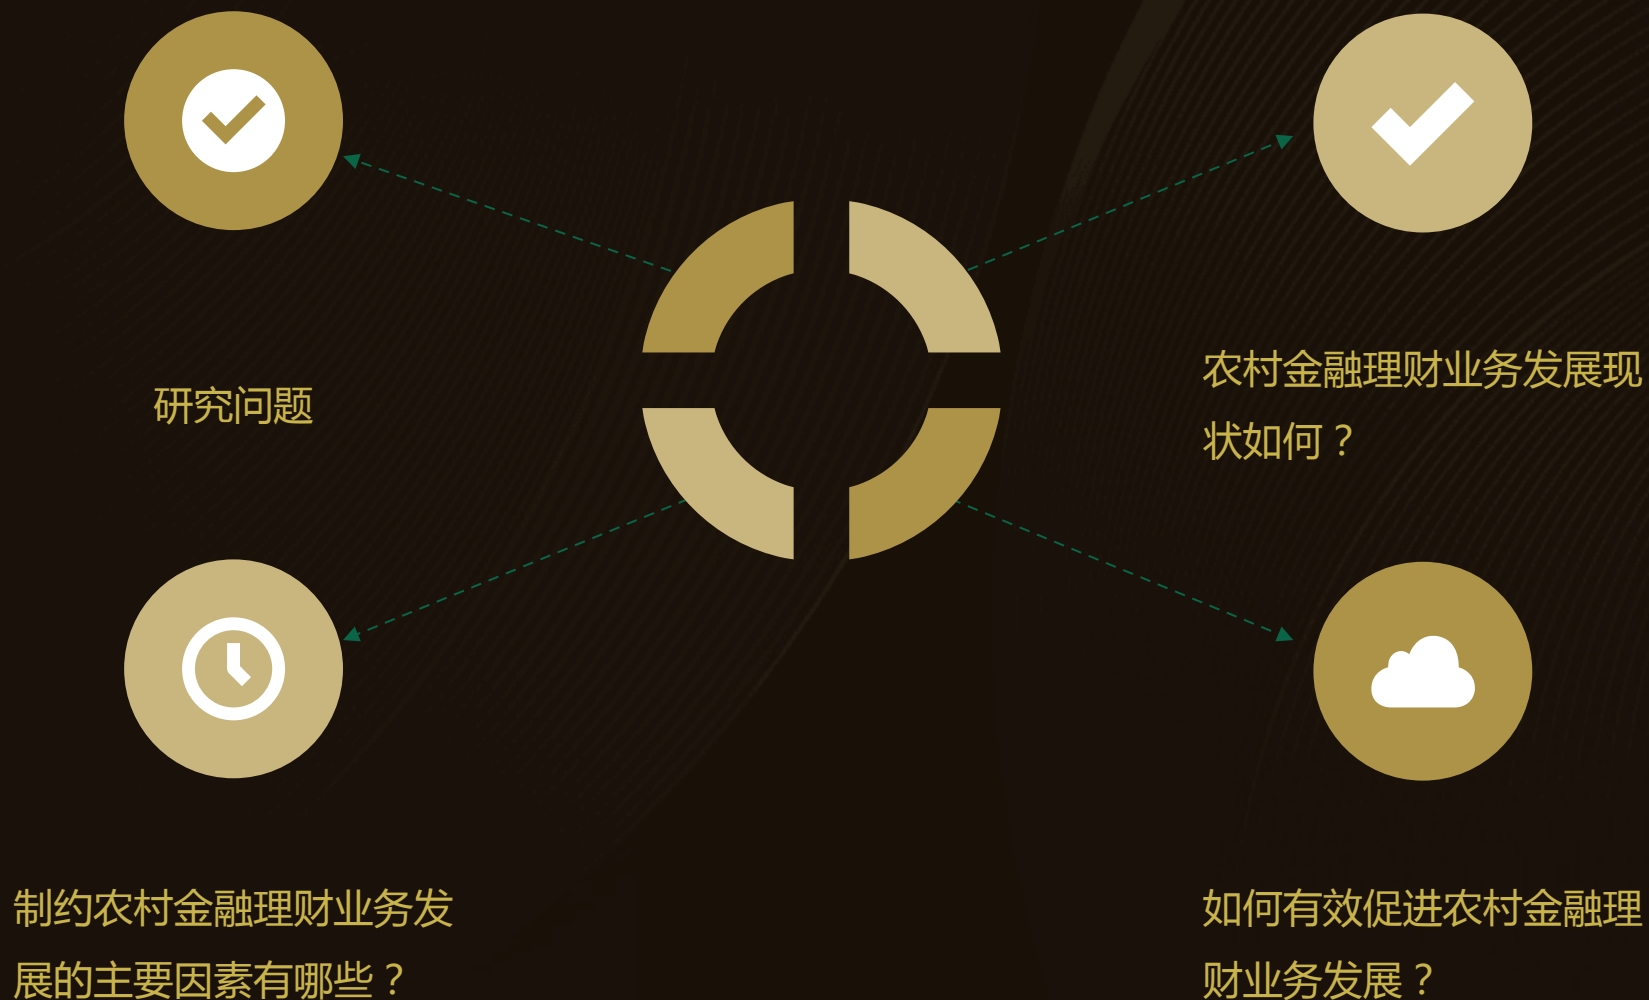 研究问题
农村金融理财业务发展现
状如何？
制约农村金融理财业务发
展的主要因素有哪些？
如何有效促进农村金融理
财业务发展？